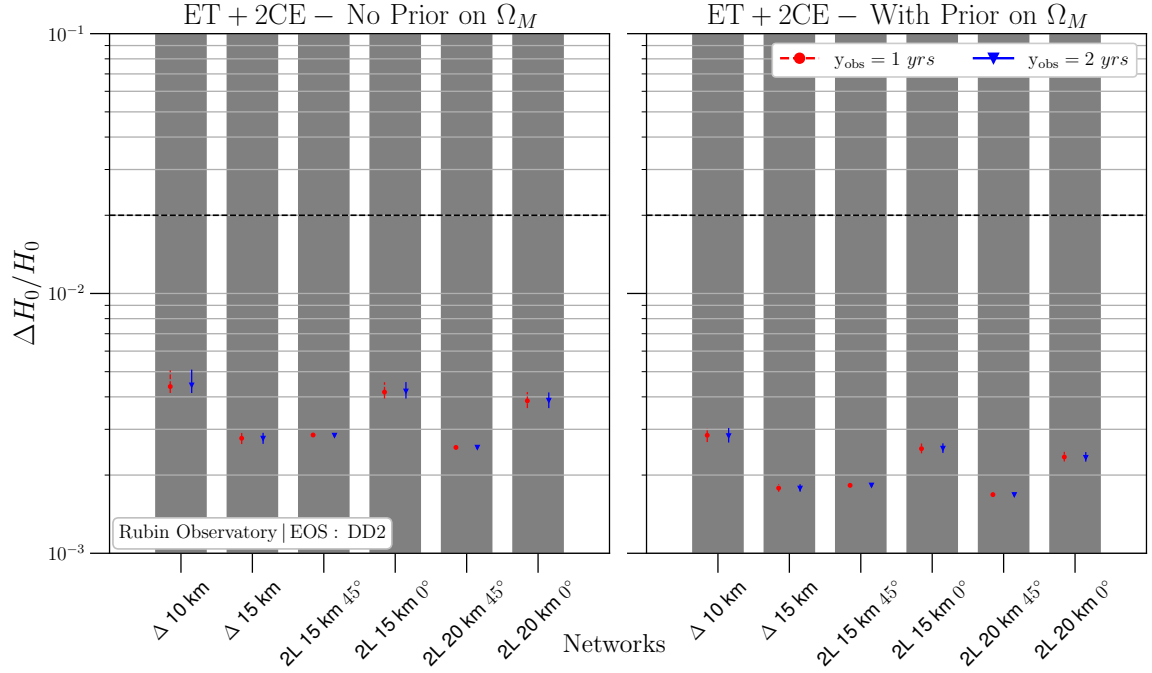 ET + 2CE − No Prior on Ω_M
ET + 2CE − With Prior on Ω_M
y_obs = 1 yrs
y_obs = 2 yrs
ΔH_0/H_0
10^−1
10^−2
10^−3
Rubin Observatory | EOS : DD2
Δ 10 km
Δ 15 km
2L 15 km 45°
2L 15 km 0°
2L 20 km 45°
2L 20 km 0°
Δ 10 km
Δ 15 km
2L 15 km 45°
2L 15 km 0°
2L 20 km 45°
2L 20 km 0°
Networks